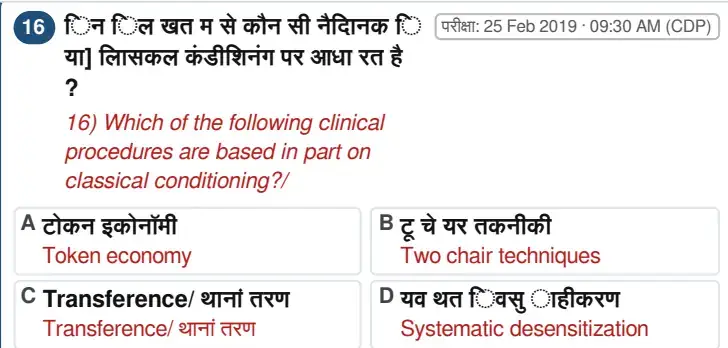 16 िन िल खत म से कौन सी नैदिानक ि परीक्षा: 25 Feb 2019 · 09:30 AM (CDP)
या] लािसकल कंडीशिनंग पर आधा रत है
?
16) Which of the following clinical
procedures are based in part on
classical conditioning?/
A टोकन इकोनॉमी B टू चे यर तकनीकी
Token economy Two chair techniques
C Transference/ थानां तरण D यव थत िवसु ाहीकरण
Transference/ थानां तरण Systematic desensitization